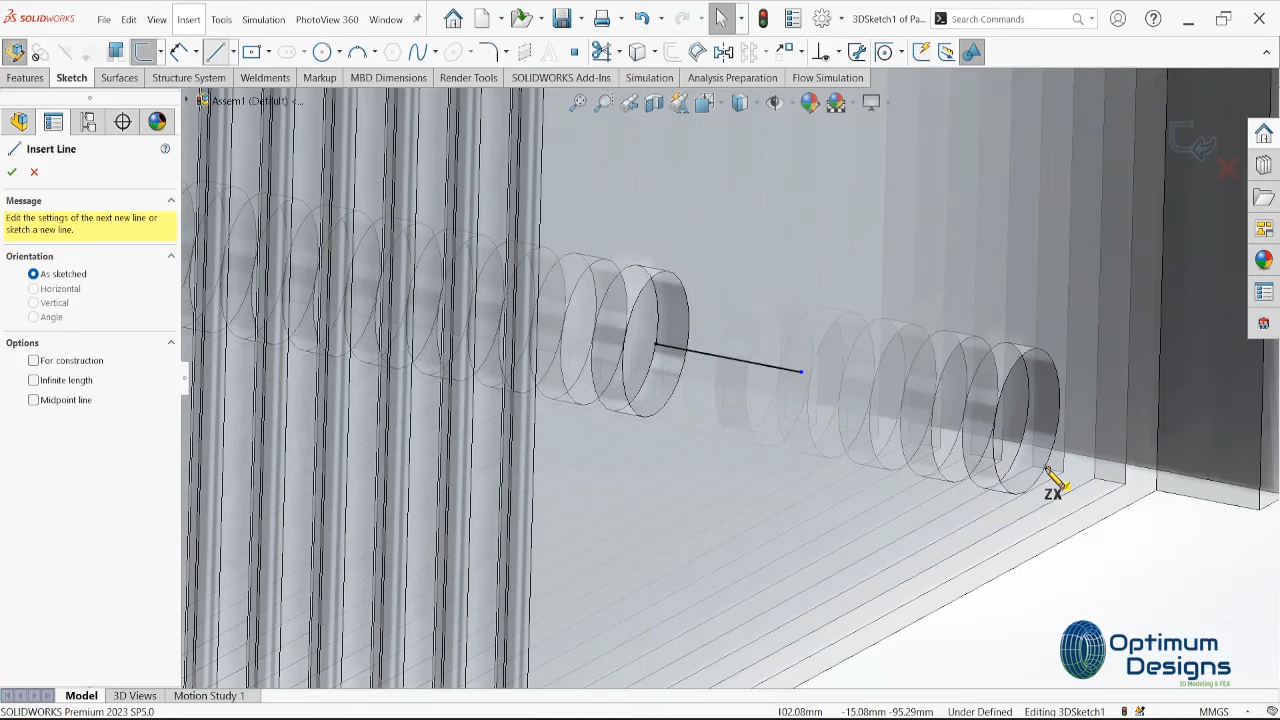 SOLIDWORKS File Edit View Insert Tools Simulation PhotoView 360 Window 3DSketch1 of Pa... Search Commands
Features Sketch Surfaces Structure System Weldments Markup MBD Dimensions Render Tools SOLIDWORKS Add-Ins Simulation Analysis Preparation Flow Simulation
Assem1 (Default) <...
Insert Line
Message
Edit the settings of the next new line or
sketch a new line.
Orientation
As sketched
Horizontal
Vertical
Angle
Options
For construction
Infinite length
Midpoint line
ZX
Optimum
Designs
3D Modeling & FEA
Model 3D Views Motion Study 1
SOLIDWORKS Premium 2023 SP5.0 102.08mm -15.08mm -95.29mm Under Defined Editing 3DSketch1 MMGS